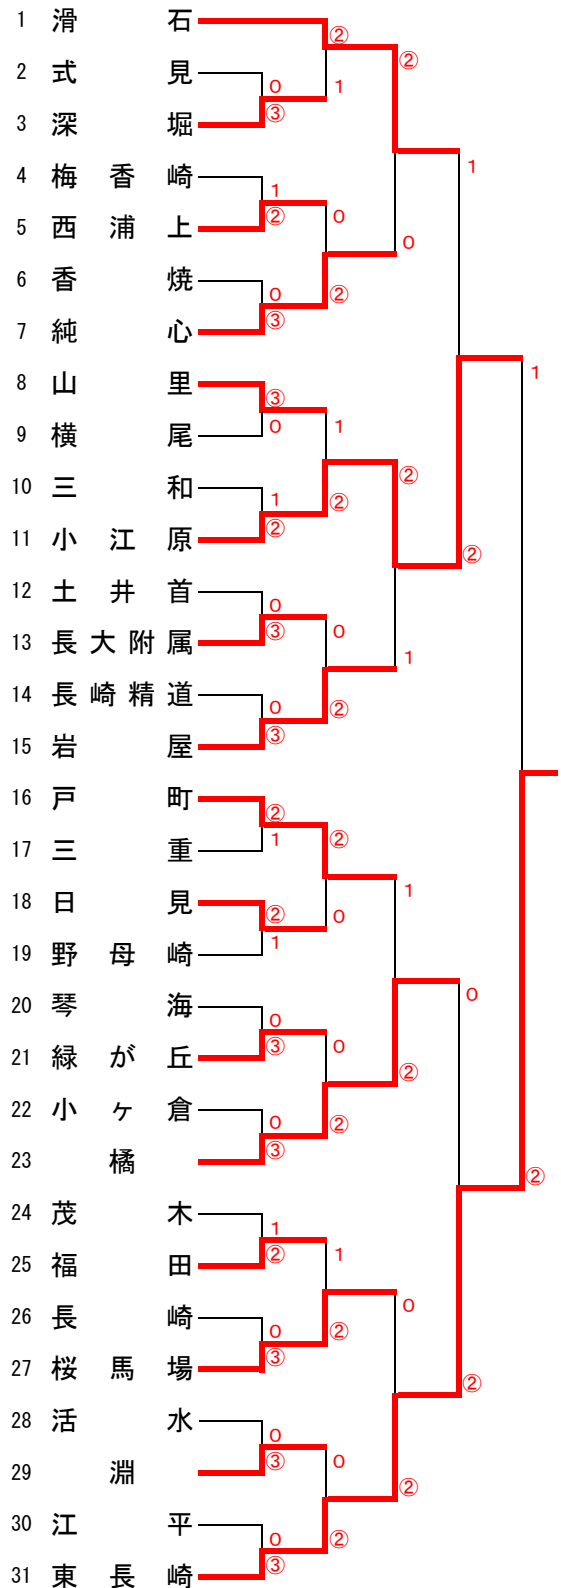 1 滑石
②
②
2 式見
0
1
3 深堀
③
1
4 梅香崎
1
5 西浦上
②
0
0
6 香焼
0
②
7 純心
③
1
8 山里
③
9 横尾
0
1
②
10 三和
1
②
11 小江原
②
②
12 土井首
0
13 長大附属
③
0
1
14 長崎精道
0
②
15 岩屋
③
16 戸町
②
17 三重
1
②
1
18 日見
②
0
19 野母崎
1
0
20 琴海
0
21 緑が丘
③
0
②
22 小ヶ倉
0
②
23 橘
③
②
24 茂木
1
25 福田
②
1
0
26 長崎
0
②
27 桜馬場
③
②
28 活水
0
29 淵
③
0
②
30 江平
0
②
31 東長崎
③